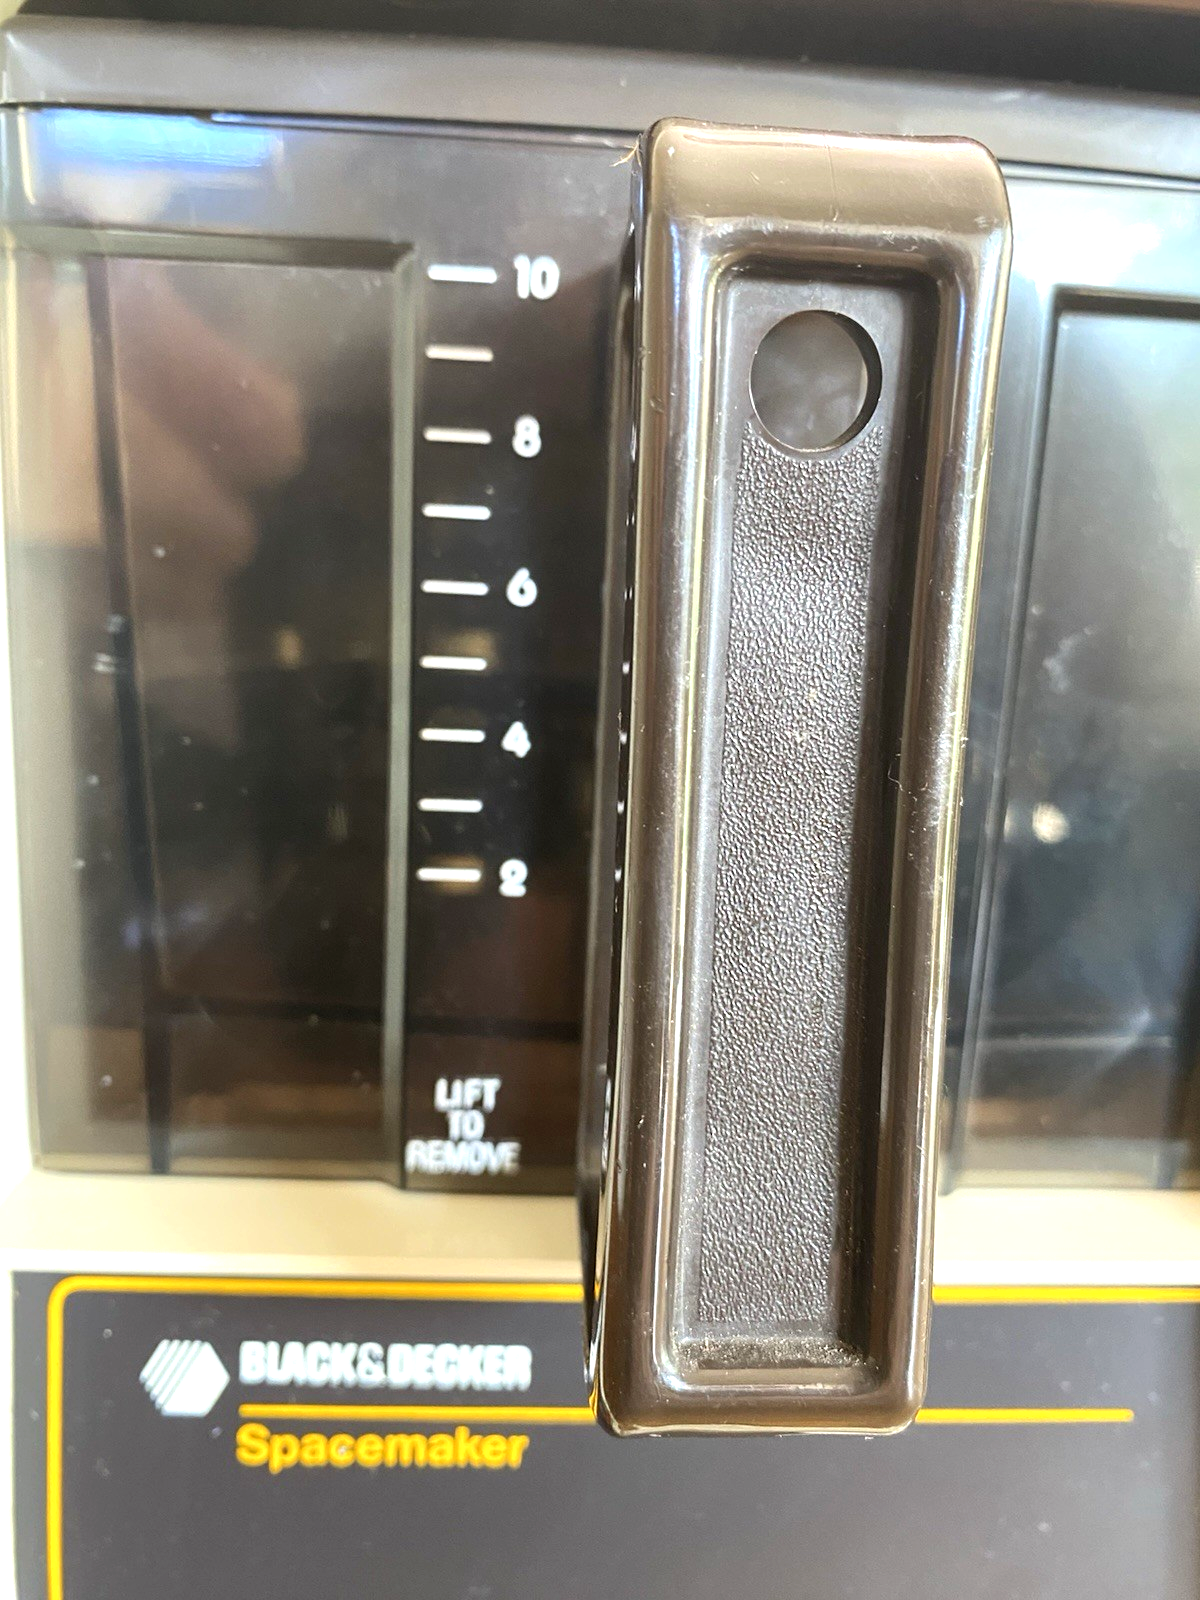 10
8
6
4
2
LIFT
TO
REMOVE
BLACK&DECKER
Spacemaker